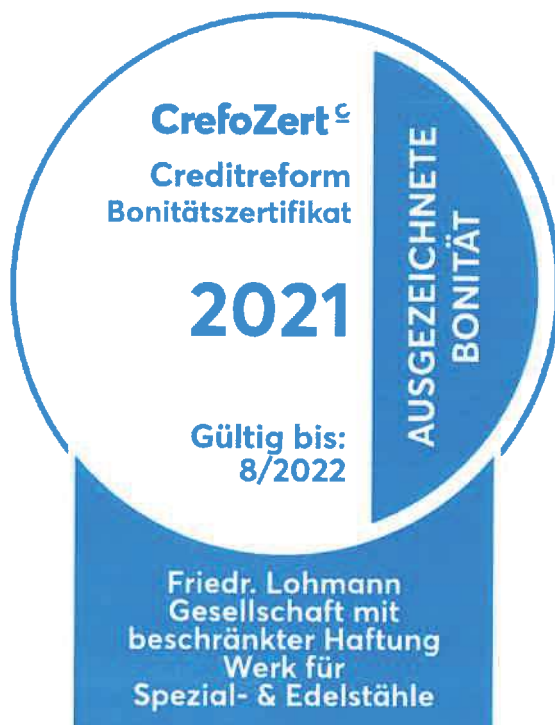 CrefoZert C
Creditreform
Bonitätszertifikat
2021
Gültig bis:
8/2022
AUSGEZEICHNETE
BONITÄT
Friedr. Lohmann
Gesellschaft mit
beschränkter Haftung
Werk für
Spezial- & Edelstähle